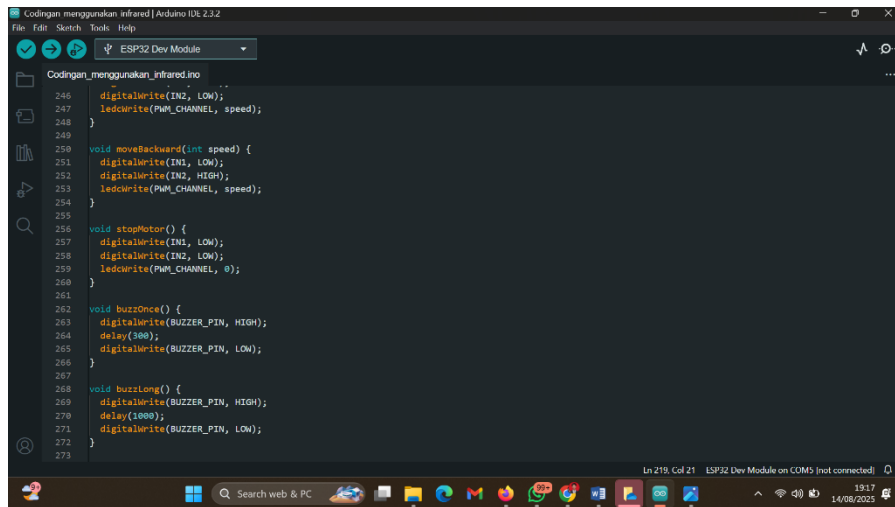 Codingan menggunakan infrared | Arduino IDE 2.3.2
File Edit Sketch Tools Help
ESP32 Dev Module
Codingan_menggunakan_infrared.ino
246 digitalWrite(IN2, LOW);
247 ledcWrite(PWM_CHANNEL, speed);
248 }
249
250 void moveBackward(int speed) {
251 digitalWrite(IN1, LOW);
252 digitalWrite(IN2, HIGH);
253 ledcWrite(PWM_CHANNEL, speed);
254 }
255
256 void stopMotor() {
257 digitalWrite(IN1, LOW);
258 digitalWrite(IN2, LOW);
259 ledcWrite(PWM_CHANNEL, 0);
260 }
261
262 void buzzOnce() {
263 digitalWrite(BUZZER_PIN, HIGH);
264 delay(300);
265 digitalWrite(BUZZER_PIN, LOW);
266 }
267
268 void buzzLong() {
269 digitalWrite(BUZZER_PIN, HIGH);
270 delay(1000);
271 digitalWrite(BUZZER_PIN, LOW);
272 }
273
Ln 219, Col 21 ESP32 Dev Module on COM5 [not connected]
9+
Search web & PC
99+
19:17
14/08/2025